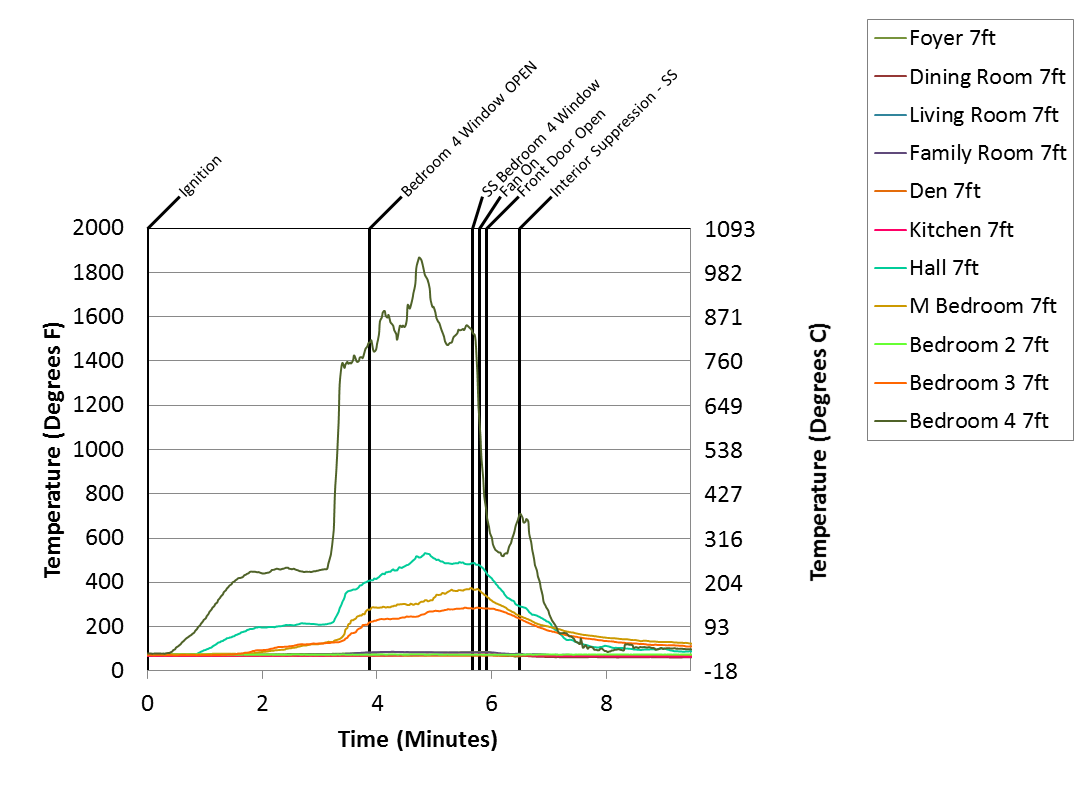 Ignition
Bedroom 4 Window OPEN
SS Bedroom 4 Window
Fan On
Front Door Open
Interior Suppression - SS
Foyer 7ft
Dining Room 7ft
Living Room 7ft
Family Room 7ft
Den 7ft
Kitchen 7ft
Hall 7ft
M Bedroom 7ft
Bedroom 2 7ft
Bedroom 3 7ft
Bedroom 4 7ft
Temperature (Degrees F)
2000
1800
1600
1400
1200
1000
800
600
400
200
0
1093
982
871
760
649
538
427
316
204
93
-18
Temperature (Degrees C)
0 2 4 6 8
Time (Minutes)